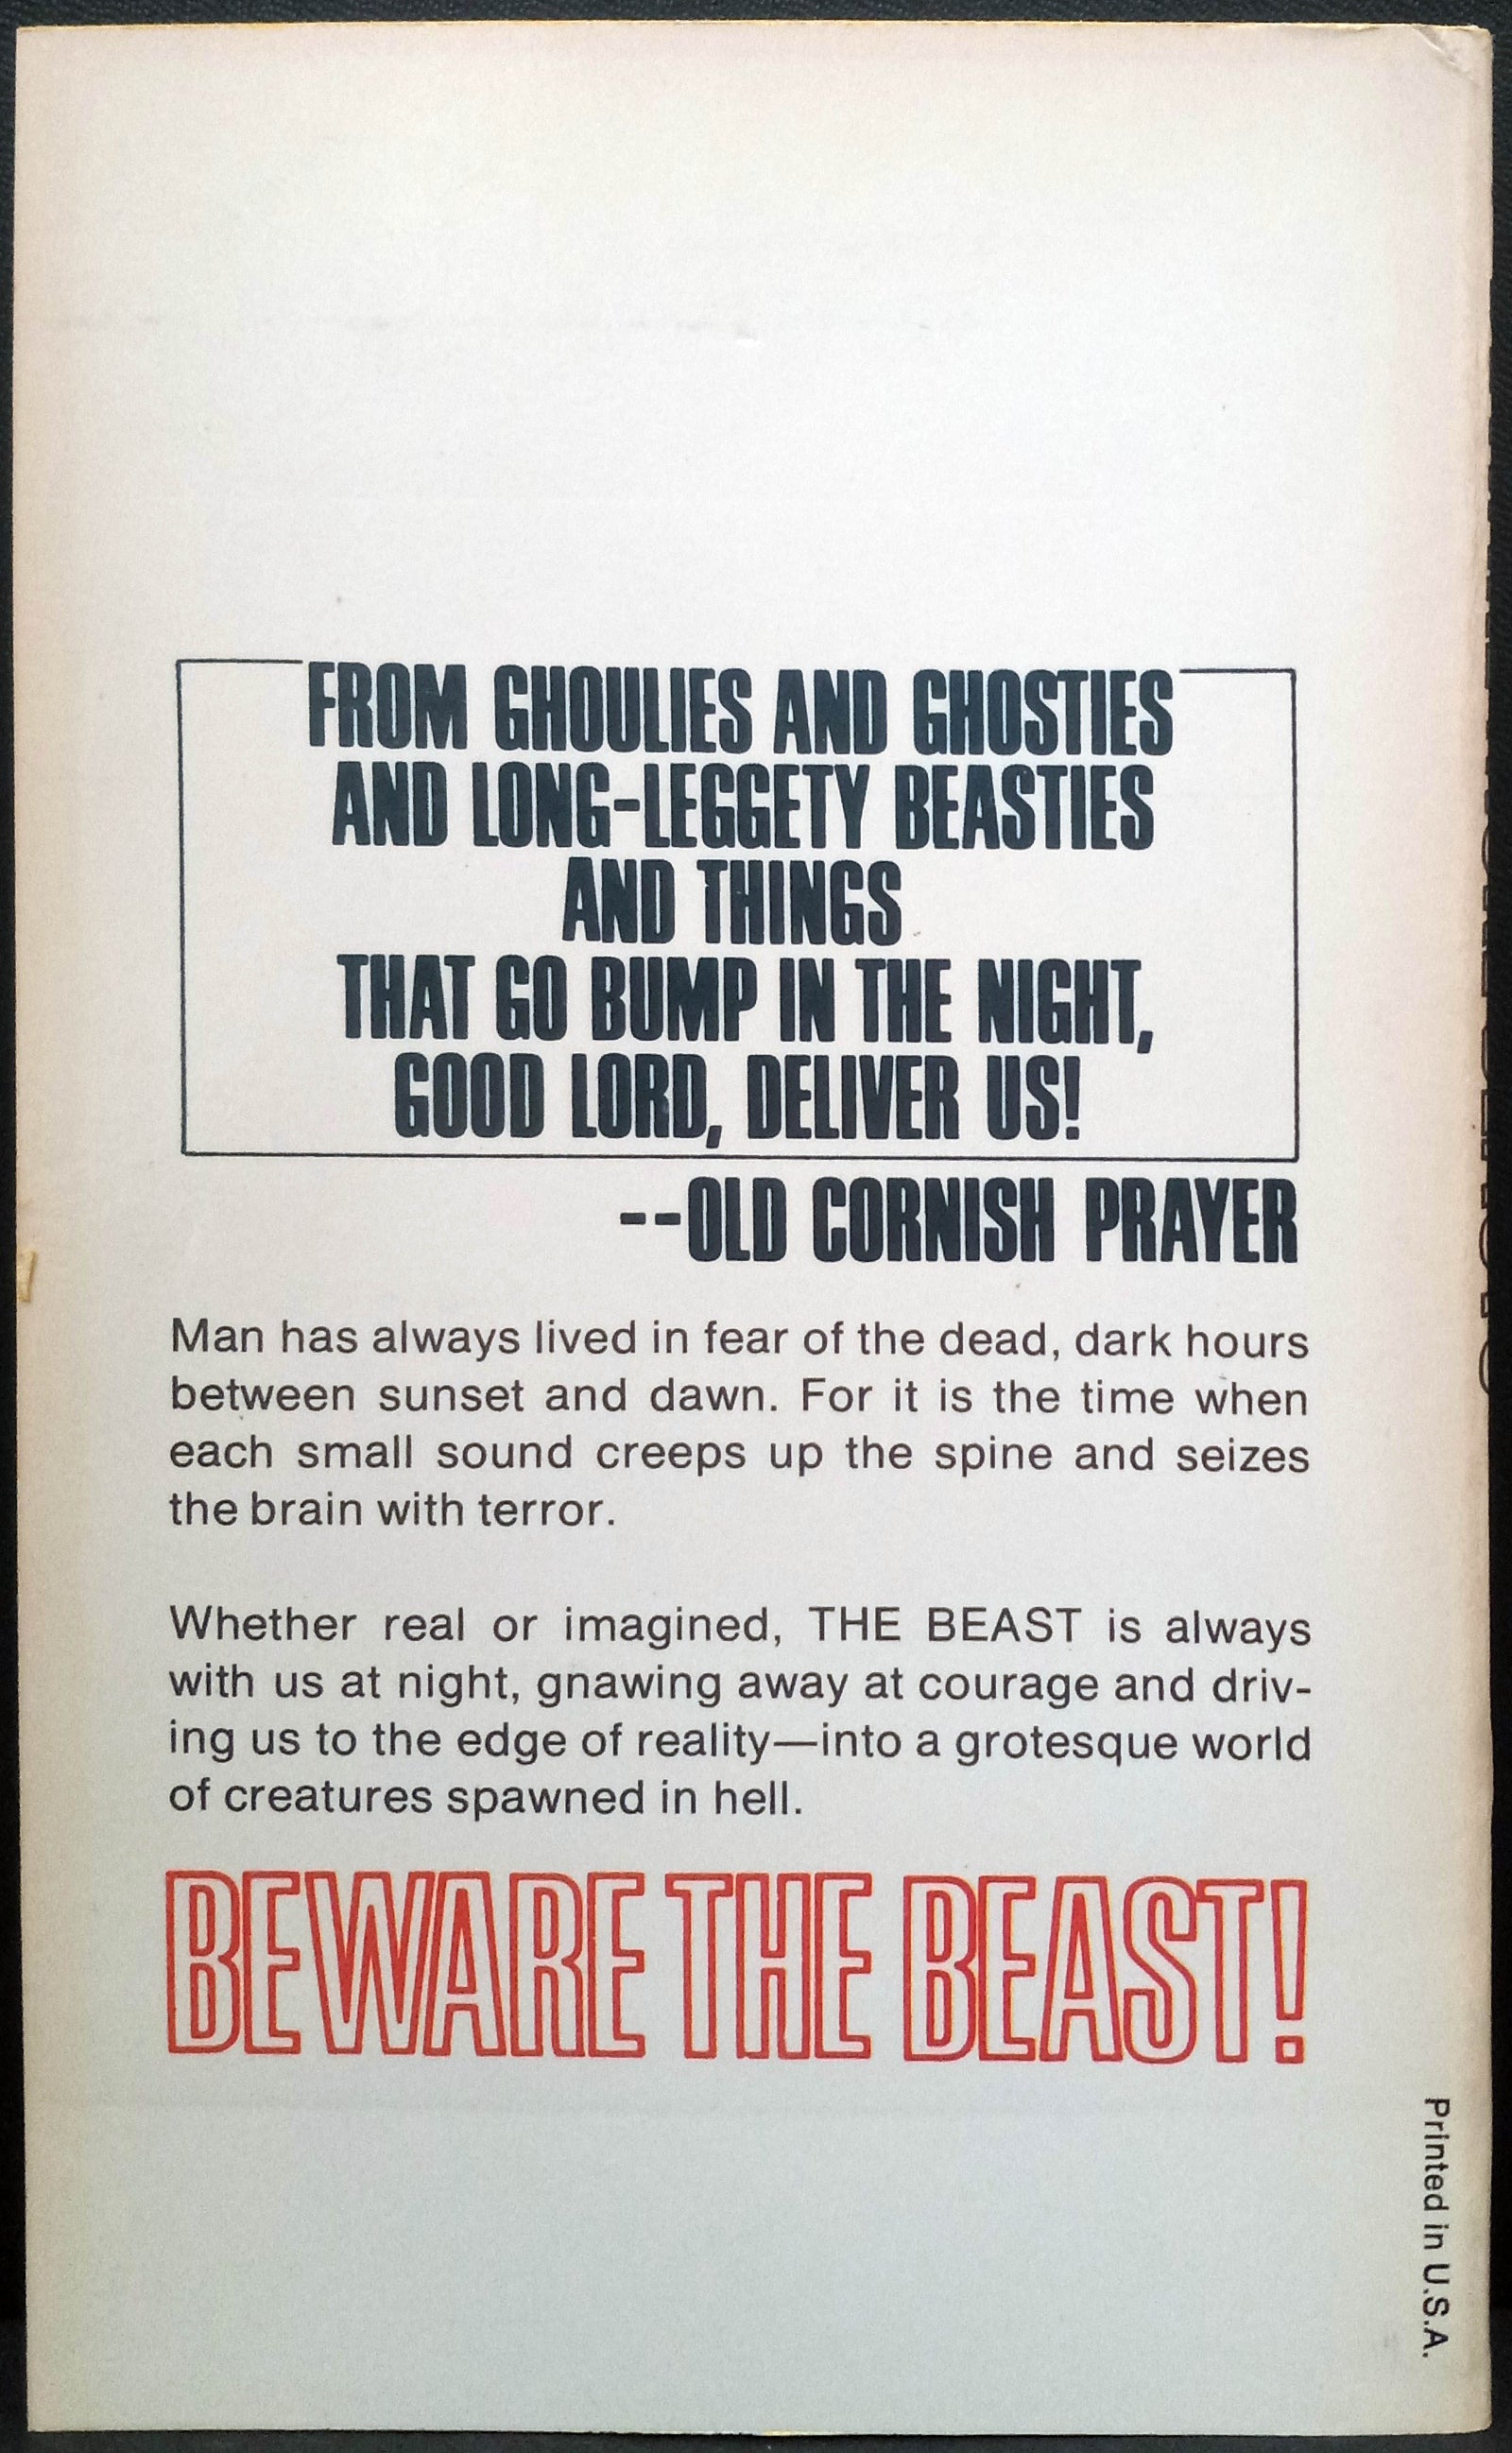 FROM GHOULIES AND GHOSTIES
AND LONG-LEGGETY BEASTIES
AND THINGS
THAT GO BUMP IN THE NIGHT,
GOOD LORD, DELIVER US!
--OLD CORNISH PRAYER
Man has always lived in fear of the dead, dark hours
between sunset and dawn. For it is the time when
each small sound creeps up the spine and seizes
the brain with terror.
Whether real or imagined, THE BEAST is always
with us at night, gnawing away at courage and driv-
ing us to the edge of reality—into a grotesque world
of creatures spawned in hell.
BEWARE THE BEAST!
Printed in U.S.A.